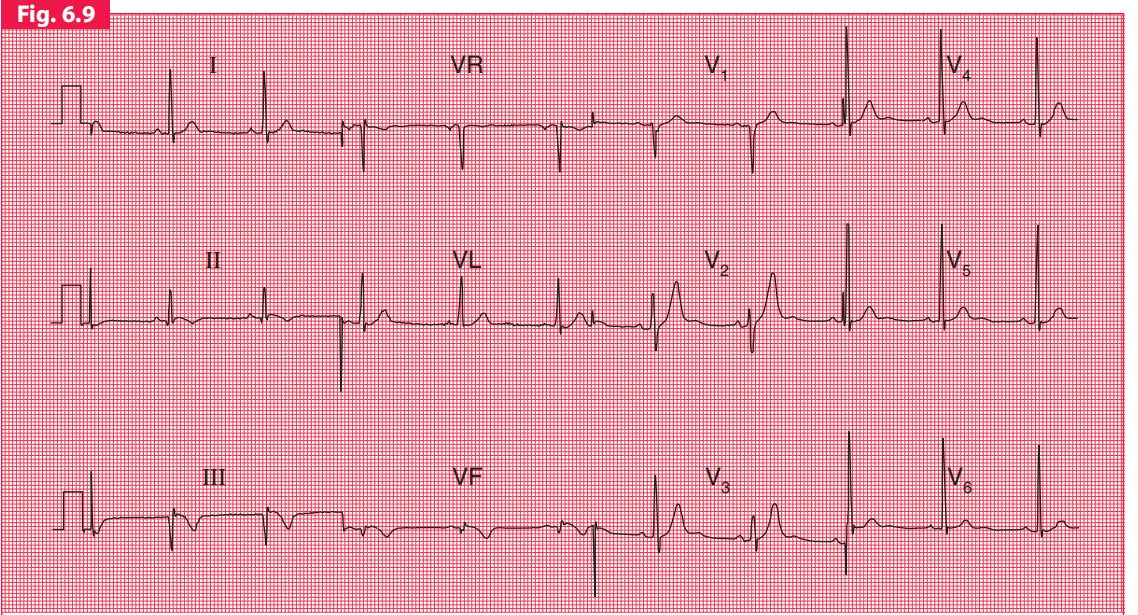 Fig. 6.9
I VR V₁ V₄
II VL V₂ V₅
III VF V₃ V₆